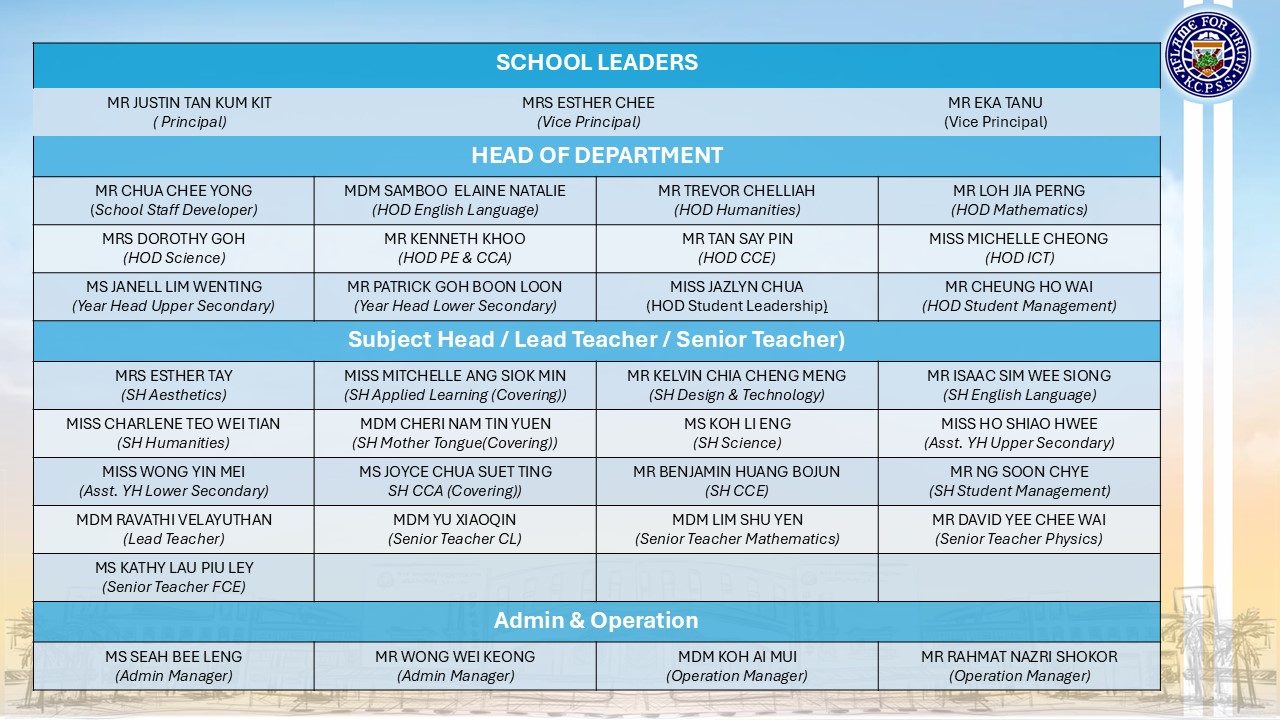 AFLAME FOR TRUTH
K.C.P.S.S.
SCHOOL LEADERS
MR JUSTIN TAN KUM KIT
( Principal)
MRS ESTHER CHEE
(Vice Principal)
MR EKA TANU
(Vice Principal)
HEAD OF DEPARTMENT
MR CHUA CHEE YONG
(School Staff Developer)
MDM SAMBOO  ELAINE NATALIE
(HOD English Language)
MR TREVOR CHELLIAH
(HOD Humanities)
MR LOH JIA PERNG
(HOD Mathematics)
MRS DOROTHY GOH
(HOD Science)
MR KENNETH KHOO
(HOD PE & CCA)
MR TAN SAY PIN
(HOD CCE)
MISS MICHELLE CHEONG
(HOD ICT)
MS JANELL LIM WENTING
(Year Head Upper Secondary)
MR PATRICK GOH BOON LOON
(Year Head Lower Secondary)
MISS JAZLYN CHUA
(HOD Student Leadership)
MR CHEUNG HO WAI
(HOD Student Management)
Subject Head / Lead Teacher / Senior Teacher)
MRS ESTHER TAY
(SH Aesthetics)
MISS MITCHELLE ANG SIOK MIN
(SH Applied Learning (Covering))
MR KELVIN CHIA CHENG MENG
(SH Design & Technology)
MR ISAAC SIM WEE SIONG
(SH English Language)
MISS CHARLENE TEO WEI TIAN
(SH Humanities)
MDM CHERI NAM TIN YUEN
(SH Mother Tongue(Covering))
MS KOH LI ENG
(SH Science)
MISS HO SHIAO HWEE
(Asst. YH Upper Secondary)
MISS WONG YIN MEI
(Asst. YH Lower Secondary)
MS JOYCE CHUA SUET TING
SH CCA (Covering))
MR BENJAMIN HUANG BOJUN
(SH CCE)
MR NG SOON CHYE
(SH Student Management)
MDM RAVATHI VELAYUTHAN
(Lead Teacher)
MDM YU XIAOQIN
(Senior Teacher CL)
MDM LIM SHU YEN
(Senior Teacher Mathematics)
MR DAVID YEE CHEE WAI
(Senior Teacher Physics)
MS KATHY LAU PIU LEY
(Senior Teacher FCE)
Admin & Operation
MS SEAH BEE LENG
(Admin Manager)
MR WONG WEI KEONG
(Admin Manager)
MDM KOH AI MUI
(Operation Manager)
MR RAHMAT NAZRI SHOKOR
(Operation Manager)